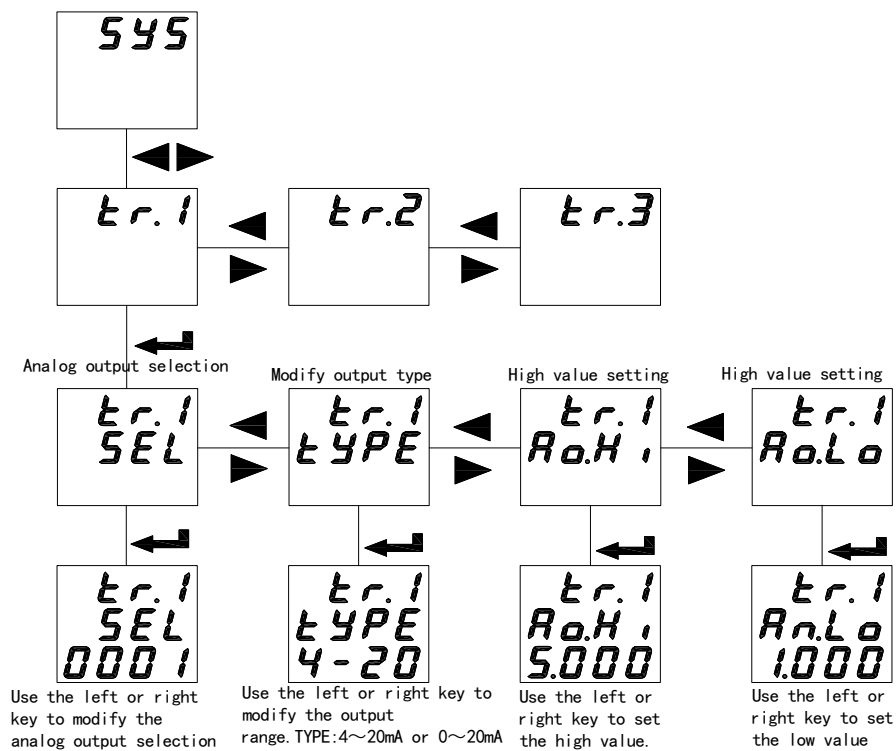 SYS
tr.1 tr.2 tr.3
Analog output selection
Modify output type
High value setting
High value setting
tr.1
SEL
tr.1
tYPE
tr.1
Ao.Hi
tr.1
Ao.Lo
tr.1
SEL
0001
tr.1
tYPE
4-20
tr.1
Ao.Hi
5.000
tr.1
An.Lo
1.000
Use the left or right
key to modify the
analog output selection
Use the left or right key to
modify the output
range.TYPE:4～20mA or 0～20mA
Use the left or
right key to set
the high value.
Use the left or
right key to set
the low value